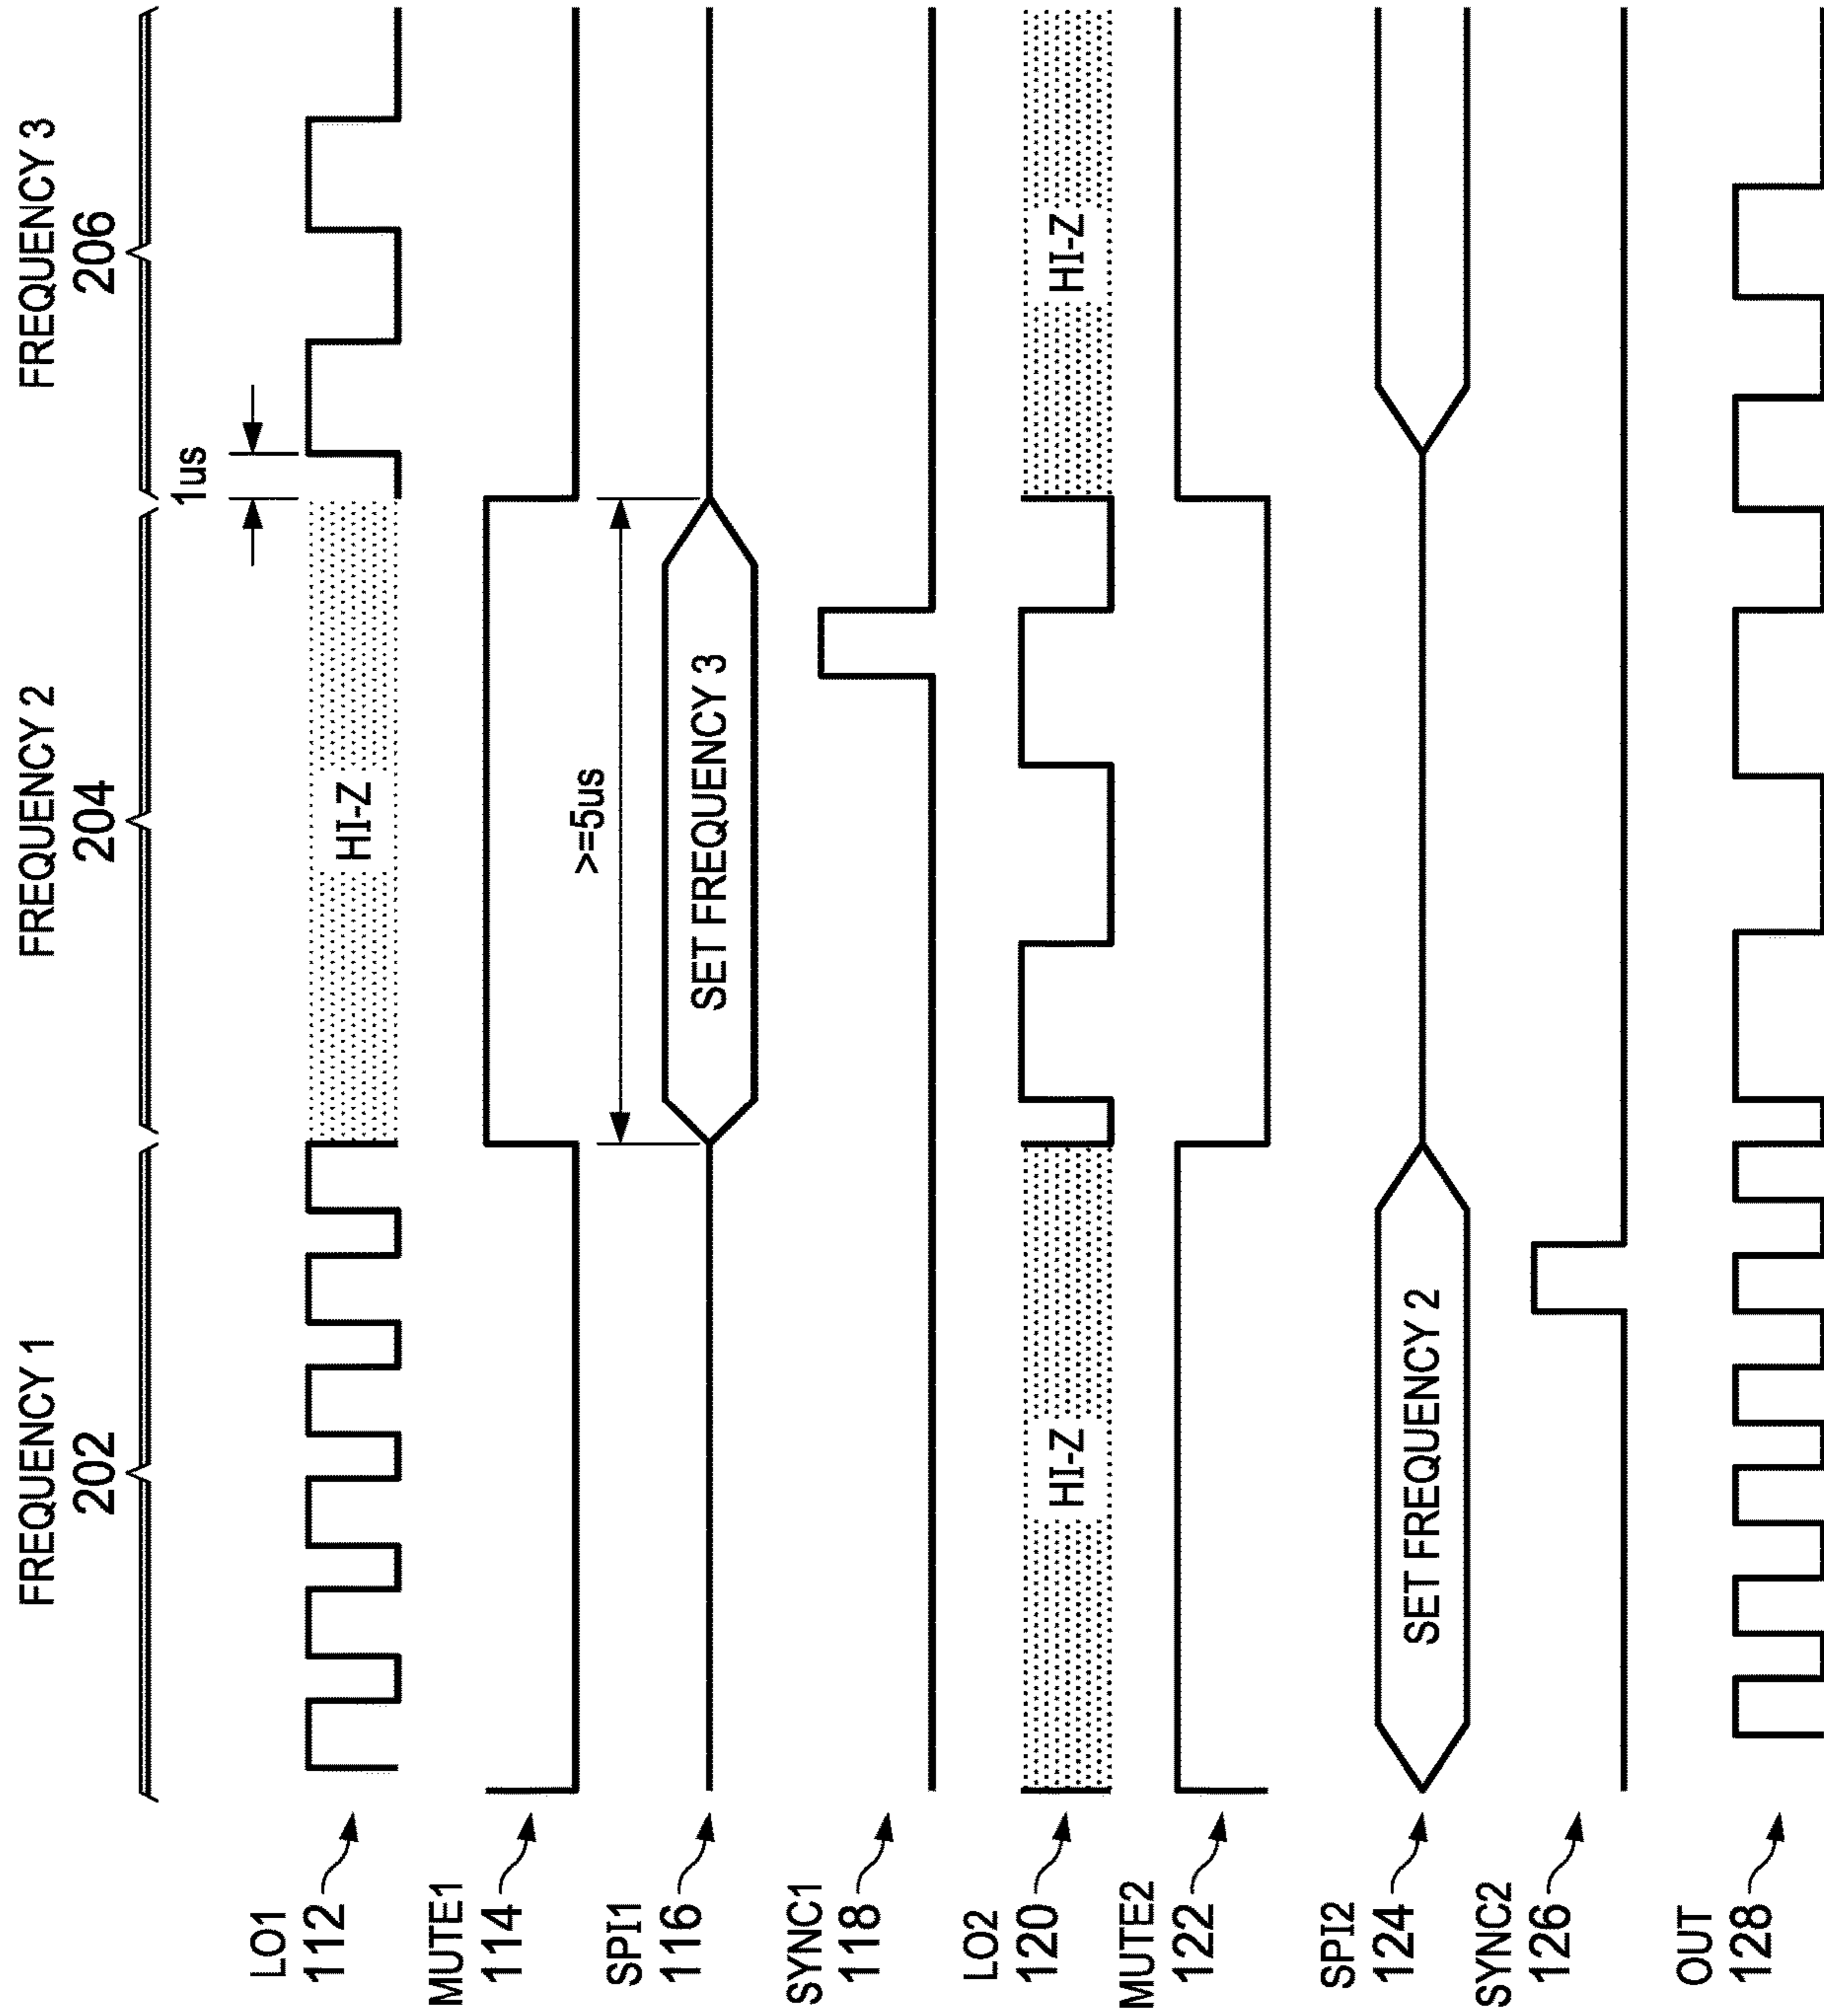 FREQUENCY 1
202
FREQUENCY 2
204
FREQUENCY 3
206
1us
LO1
112
HI-Z
MUTE1
114
>=5us
SPI1
116
SET FREQUENCY 3
SYNC1
118
LO2
120
HI-Z
HI-Z
MUTE2
122
SPI2
124
SET FREQUENCY 2
SYNC2
126
OUT
128